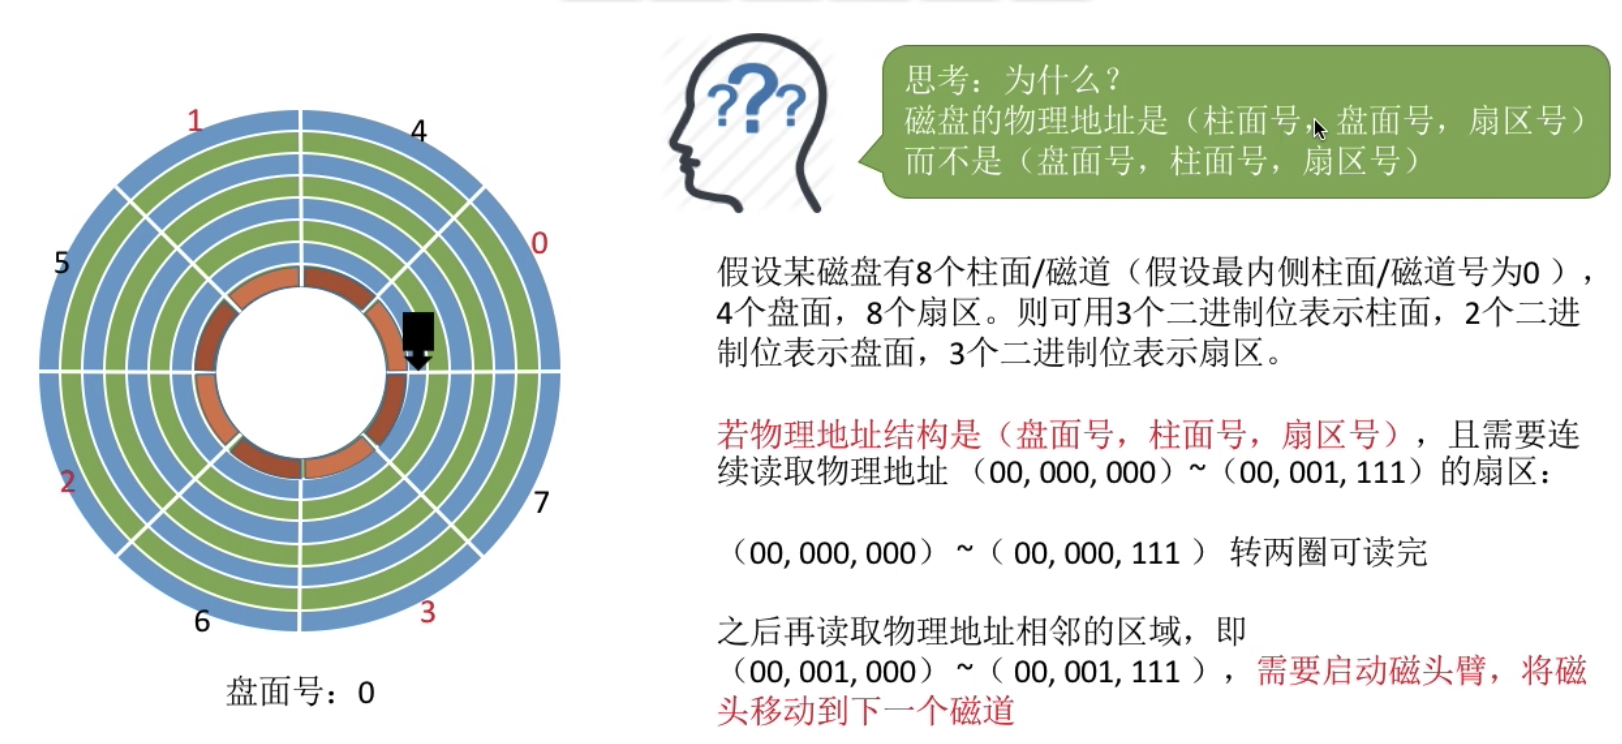 1
4
0
5
2
7
6
3
盘面号：0
? ? ?
思考：为什么？
磁盘的物理地址是（柱面号，盘面号，扇区号）
而不是（盘面号，柱面号，扇区号）
假设某磁盘有8个柱面/磁道（假设最内侧柱面/磁道号为0 ），
4个盘面，8个扇区。则可用3个二进制位表示柱面，2个二进
制位表示盘面，3个二进制位表示扇区。
若物理地址结构是（盘面号，柱面号，扇区号），且需要连
续读取物理地址 （00, 000, 000）~（00, 001, 111）的扇区：
（00, 000, 000） ~（ 00, 000, 111 ） 转两圈可读完
之后再读取物理地址相邻的区域，即
（00, 001, 000） ~（ 00, 001, 111 ），需要启动磁头臂，将磁
头移动到下一个磁道